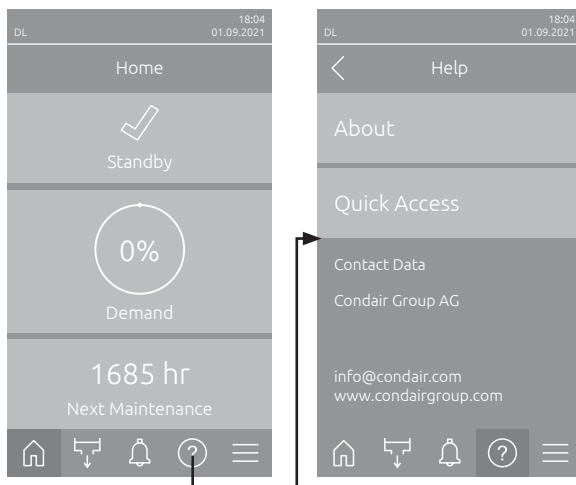 18:04
DL 01.09.2021
Home
Standby
0%
Demand
1685 hr
Next Maintenance
?
18:04
DL 01.09.2021
Help
About
Quick Access
Contact Data
Condair Group AG
info@condair.com
www.condairgroup.com
?